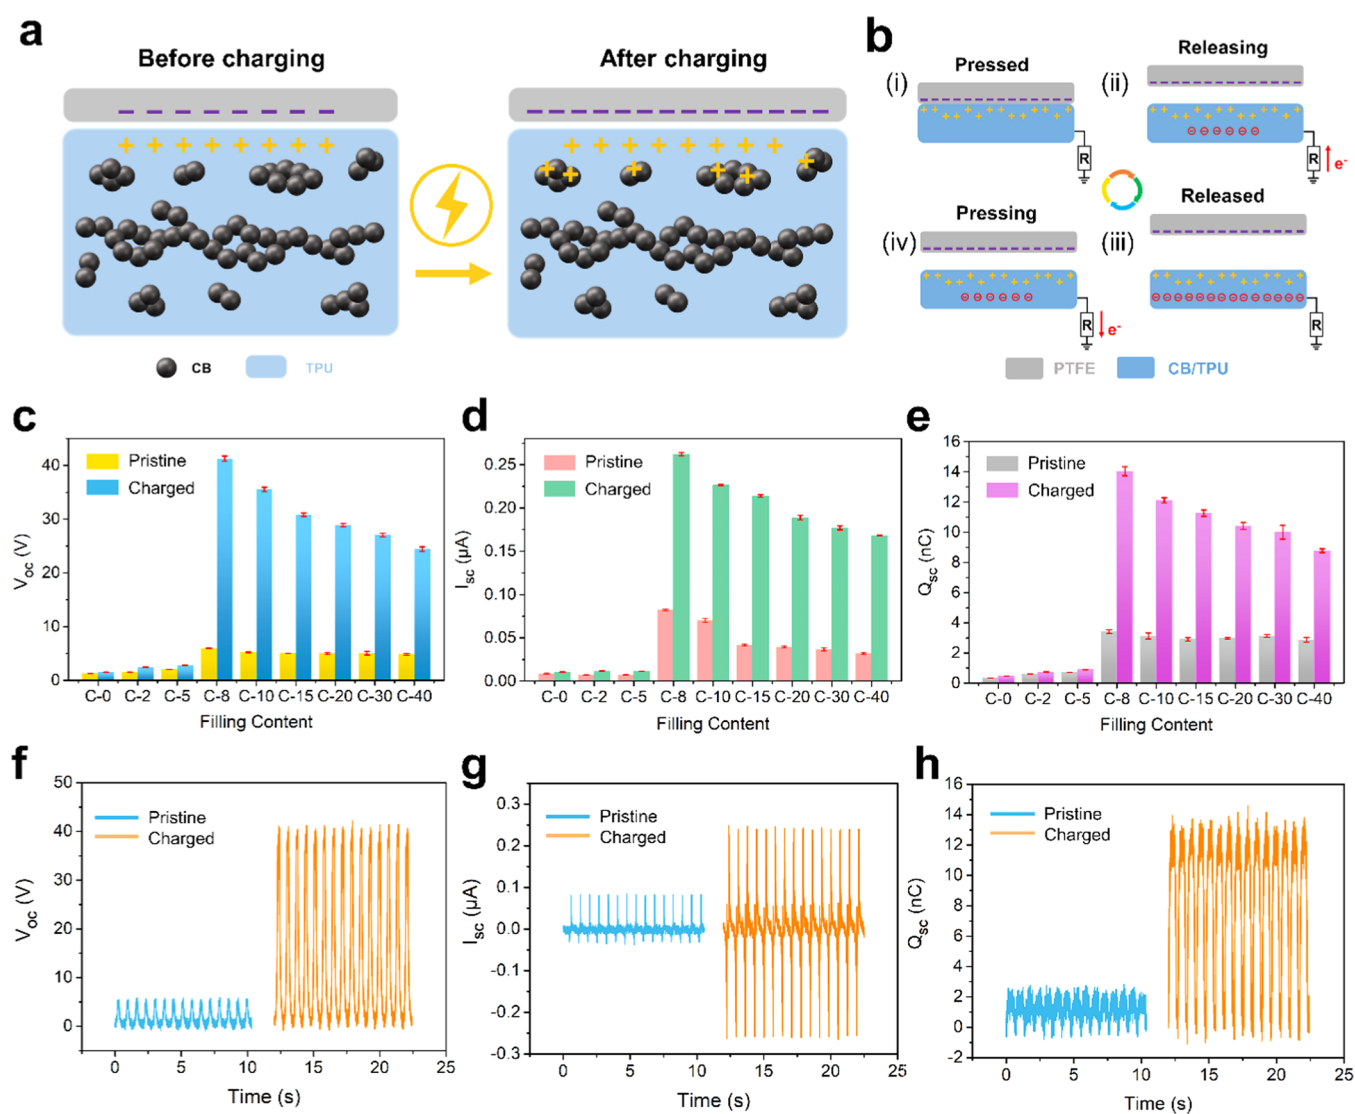 a
Before charging
After charging
CB
TPU
b
Pressed
Releasing
(i)
(ii)
R
R
e-
Pressing
Released
(iv)
(iii)
R
e-
R
PTFE
CB/TPU
c
Pristine
Charged
40
30
20
10
0
Voc (V)
C-0 C-2 C-5 C-8 C-10 C-15 C-20 C-30 C-40
Filling Content
d
Pristine
Charged
0.25
0.20
0.15
0.10
0.05
0.00
Isc (μA)
C-0 C-2 C-5 C-8 C-10 C-15 C-20 C-30 C-40
Filling Content
e
Pristine
Charged
16
14
12
10
8
6
4
2
0
Qsc (nC)
C-0 C-2 C-5 C-8 C-10 C-15 C-20 C-30 C-40
Filling Content
f
Pristine
Charged
50
40
30
20
10
0
Voc (V)
0 5 10 15 20 25
Time (s)
g
Pristine
Charged
0.3
0.2
0.1
0.0
-0.1
-0.2
-0.3
Isc (μA)
0 5 10 15 20 25
Time (s)
h
Pristine
Charged
16
14
12
10
8
6
4
2
0
-2
Qsc (nC)
0 5 10 15 20 25
Time (s)